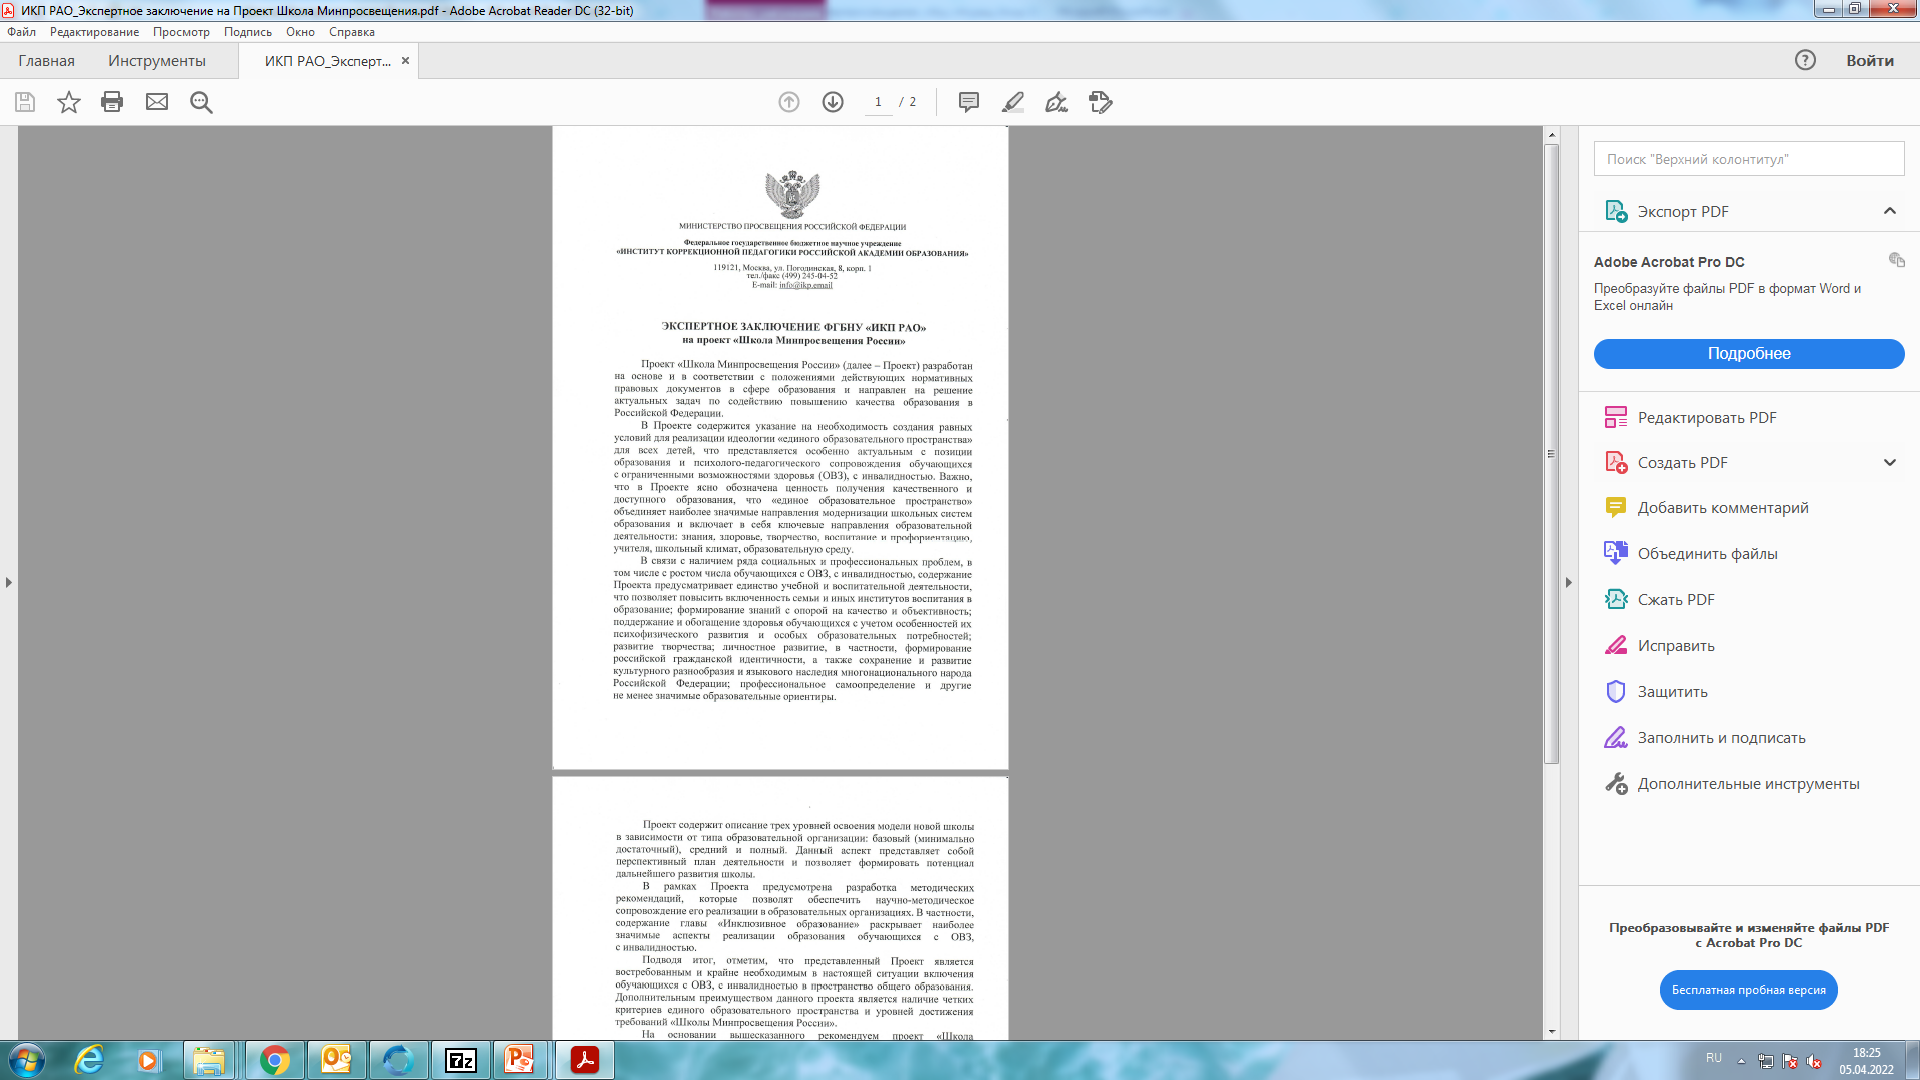 ИКП РАО_Экспертное заключение на Проект Школа Минпросвещения.pdf - Adobe Acrobat Reader DC (32-bit)
Файл Редактирование Просмотр Подпись Окно Справка
Главная Инструменты ИКП РАО_Эксперт... × Войти
1 / 2
МИНИСТЕРСТВО ПРОСВЕЩЕНИЯ РОССИЙСКОЙ ФЕДЕРАЦИИ
Федеральное государственное бюджетное научное учреждение
«ИНСТИТУТ КОРРЕКЦИОННОЙ ПЕДАГОГИКИ РОССИЙСКОЙ АКАДЕМИИ ОБРАЗОВАНИЯ»
119121, Москва, ул. Погодинская, 8, корп. 1
тел./факс (499) 245-04-52
E-mail: info@ikp.email
ЭКСПЕРТНОЕ ЗАКЛЮЧЕНИЕ ФГБНУ «ИКП РАО»
на проект «Школа Минпросвещения России»
Проект «Школа Минпросвещения России» (далее – Проект) разработан
на основе и в соответствии с положениями действующих нормативных
правовых документов в сфере образования и направлен на решение
актуальных задач по содействию повышению качества образования в
Российской Федерации.
В Проекте содержится указание на необходимость создания равных
условий для реализации идеологии «единого образовательного пространства»
для всех детей, что представляется особенно актуальным с позиции
образования и психолого-педагогического сопровождения обучающихся
с ограниченными возможностями здоровья (ОВЗ), с инвалидностью. Важно,
что в Проекте ясно обозначена ценность получения качественного и
доступного образования, что «единое образовательное пространство»
объединяет наиболее значимые направления модернизации школьных систем
образования и включает в себя ключевые направления образовательной
деятельности: знания, здоровье, творчество, воспитание и профориентацию,
учителя, школьный климат, образовательную среду.
В связи с наличием ряда социальных и профессиональных проблем, в
том числе с ростом числа обучающихся с ОВЗ, с инвалидностью, содержание
Проекта предусматривает единство учебной и воспитательной деятельности,
что позволяет повысить включенность семьи и иных институтов воспитания в
образование; формирование знаний с опорой на качество и объективность;
поддержание и обогащение здоровья обучающихся с учетом особенностей их
психофизического развития и особых образовательных потребностей;
развитие творчества; личностное развитие, в частности, формирование
российской гражданской идентичности, а также сохранение и развитие
культурного разнообразия и языкового наследия многонационального народа
Российской Федерации; профессиональное самоопределение и другие
не менее значимые образовательные ориентиры.
Проект содержит описание трех уровней освоения модели новой школы
в зависимости от типа образовательной организации: базовый (минимально
достаточный), средний и полный. Данный аспект представляет собой
перспективный план деятельности и позволяет формировать потенциал
дальнейшего развития школы.
В рамках Проекта предусмотрена разработка методических
рекомендаций, которые позволят обеспечить научно-методическое
сопровождение его реализации в образовательных организациях. В частности,
содержание главы «Инклюзивное образование» раскрывает наиболее
значимые аспекты реализации образования обучающихся с ОВЗ,
с инвалидностью.
Подводя итог, отметим, что представленный Проект является
востребованным и крайне необходимым в настоящей ситуации включения
обучающихся с ОВЗ, с инвалидностью в пространство общего образования.
Дополнительным преимуществом данного проекта является наличие четких
критериев единого образовательного пространства и уровней достижения
требований «Школы Минпросвещения России».
На основании вышесказанного рекомендуем проект «Школа
Поиск "Верхний колонтитул"
Экспорт PDF
Adobe Acrobat Pro DC
Преобразуйте файлы PDF в формат Word и
Excel онлайн
Подробнее
Редактировать PDF
Создать PDF
Добавить комментарий
Объединить файлы
Сжать PDF
Исправить
Защитить
Заполнить и подписать
Дополнительные инструменты
Преобразовывайте и изменяйте файлы PDF
с Acrobat Pro DC
Бесплатная пробная версия
RU
18:25
05.04.2022